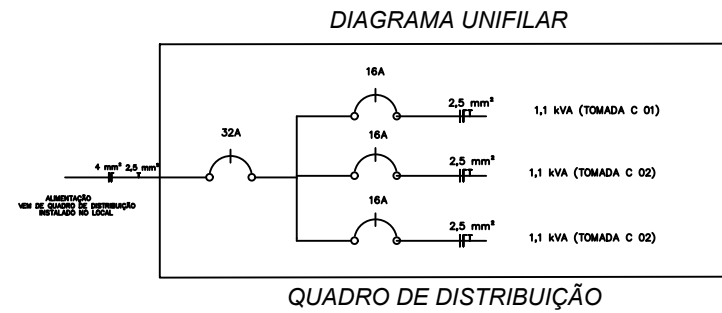 DIAGRAMA UNIFILAR
16A
2,5 mm²
1,1 kVA (TOMADA C 01)
32A
16A
2,5 mm²
1,1 kVA (TOMADA C 02)
4 mm² 2,5 mm²
ALIMENTAÇÃO
VEM DE QUADRO DE DISTRIBUIÇÃO
INSTALADO NO LOCAL
16A
2,5 mm²
1,1 kVA (TOMADA C 02)
QUADRO DE DISTRIBUIÇÃO